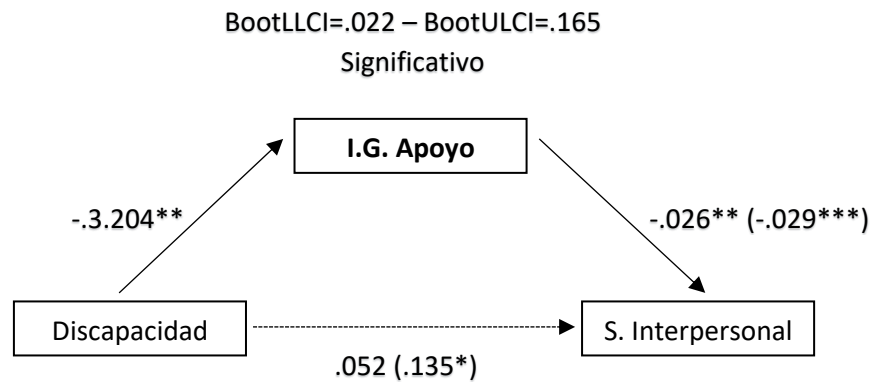 BootLLCI=.022 – BootULCI=.165
Significativo
I.G. Apoyo
-.3.204**
-.026** (-.029***)
Discapacidad
S. Interpersonal
.052 (.135*)